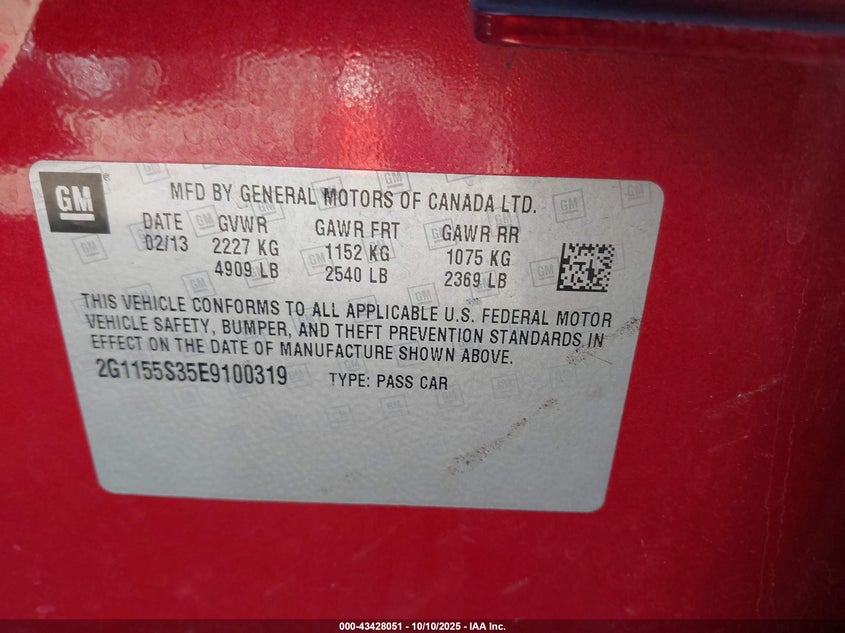 GM
MFD BY GENERAL MOTORS OF CANADA LTD.
DATE GVWR GAWR FRT GAWR RR
02/13 2227 KG 1152 KG 1075 KG
4909 LB 2540 LB 2369 LB
THIS VEHICLE CONFORMS TO ALL APPLICABLE U.S. FEDERAL MOTOR
VEHICLE SAFETY, BUMPER, AND THEFT PREVENTION STANDARDS IN
EFFECT ON THE DATE OF MANUFACTURE SHOWN ABOVE.
2G1155S35E9100319 TYPE: PASS CAR
000-43428051 - 10/10/2025 - IAA Inc.